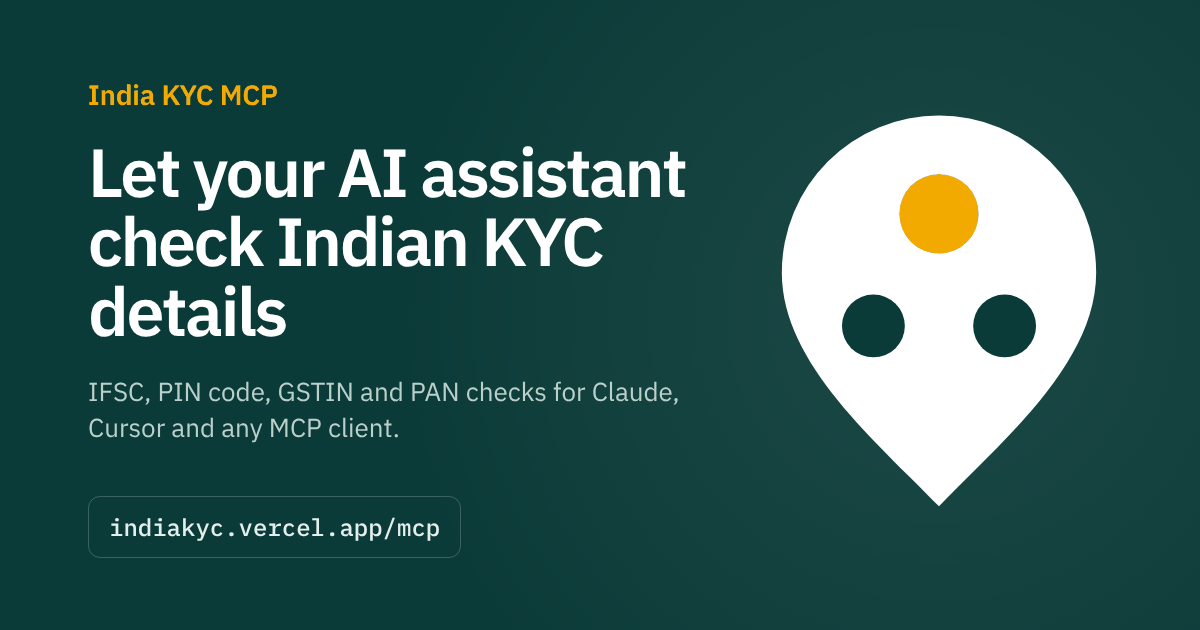 India KYC MCP
Let your AI assistant
check Indian KYC
details
IFSC, PIN code, GSTIN and PAN checks for Claude,
Cursor and any MCP client.
indiakyc.vercel.app/mcp